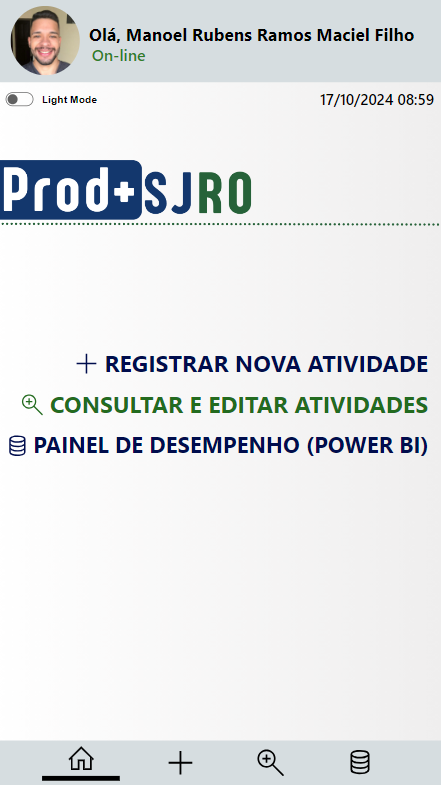 Olá, Manoel Rubens Ramos Maciel Filho
On-line
Light Mode 17/10/2024 08:59
Prod+SJRO
REGISTRAR NOVA ATIVIDADE
CONSULTAR E EDITAR ATIVIDADES
PAINEL DE DESEMPENHO (POWER BI)